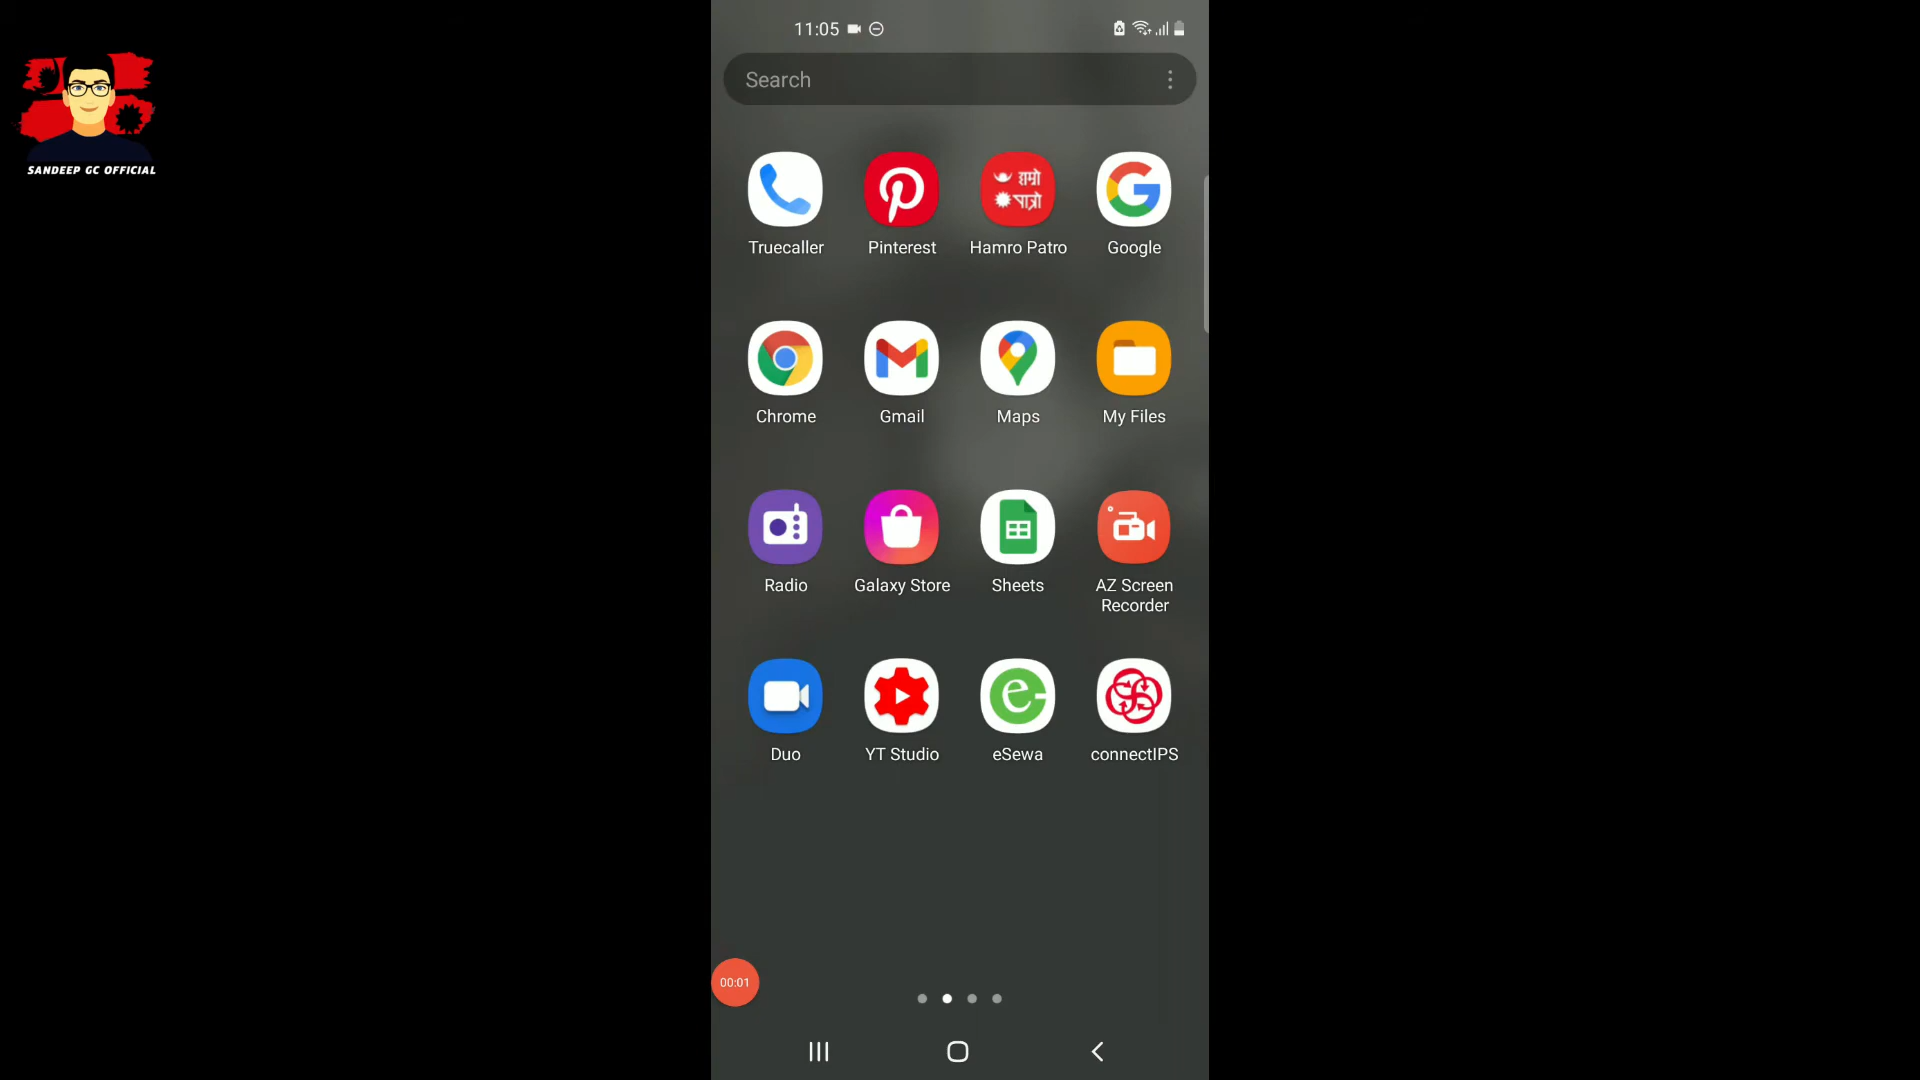 11:05
Search
SANDEEP GC OFFICIAL
हाम्रो
पात्रो
Truecaller
Pinterest
Hamro Patro
Google
Chrome
Gmail
Maps
My Files
Radio
Galaxy Store
Sheets
AZ Screen
Recorder
Duo
YT Studio
eSewa
connectIPS
00:01